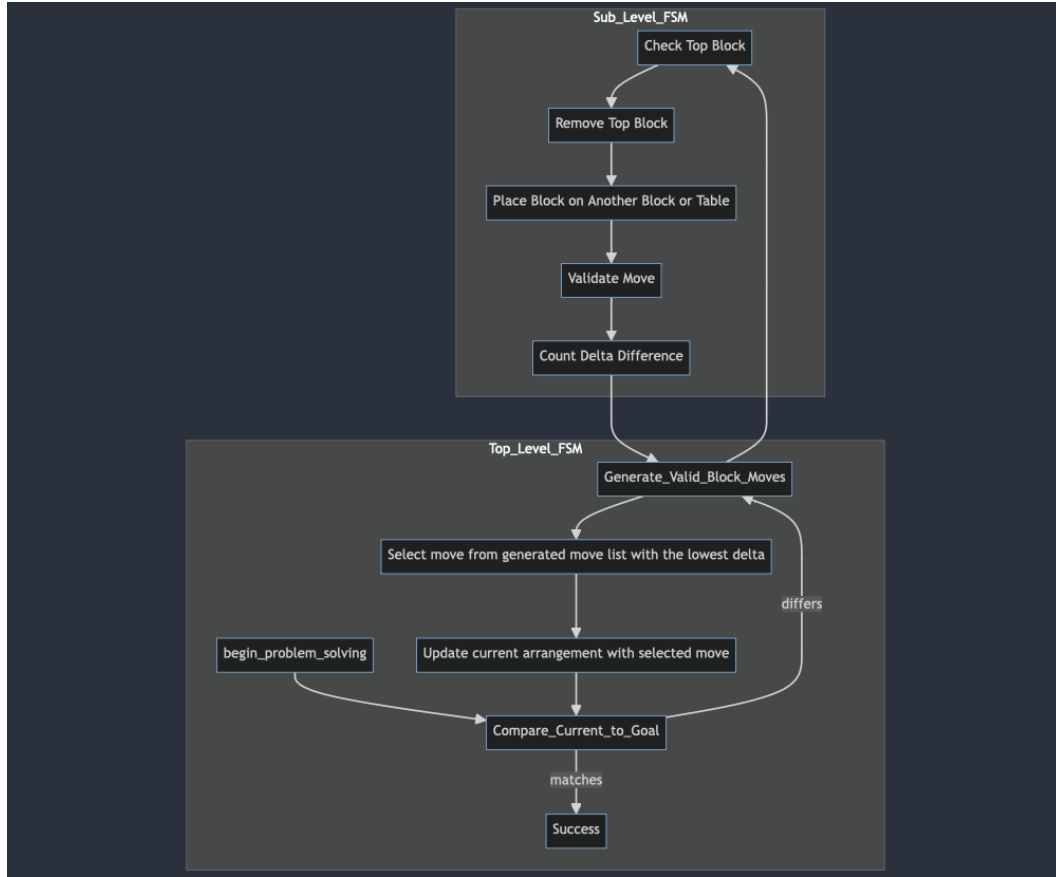 Sub_Level_FSM
Check Top Block
Remove Top Block
Place Block on Another Block or Table
Validate Move
Count Delta Difference
Top_Level_FSM
Generate_Valid_Block_Moves
Select move from generated move list with the lowest delta
differs
begin_problem_solving
Update current arrangement with selected move
Compare_Current_to_Goal
matches
Success